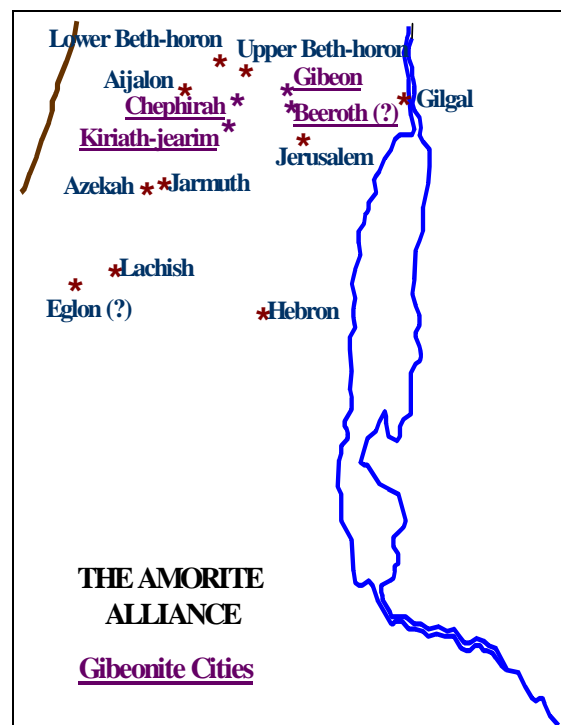 Lower Beth-horon
Upper Beth-horon
Aijalon
Gibeon
Chephirah
Beeroth (?)
Gilgal
Kiriath-jearim
Jerusalem
Azekah
Jarmuth
Lachish
Eglon (?)
Hebron
THE AMORITE
ALLIANCE
Gibeonite Cities